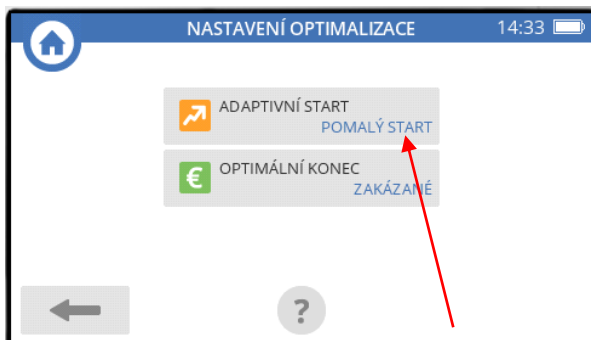 NASTAVENÍ OPTIMALIZACE 14:33
ADAPTIVNÍ START
POMALÝ START
€ OPTIMÁLNÍ KONEC
ZAKÁZANÉ
?